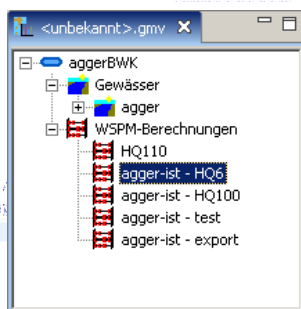 <unbekannt>.gmv
aggerBWK
Gewässer
agger
WSPM-Berechnungen
HQ110
agger-ist - HQ6
agger-ist - HQ100
agger-ist - test
agger-ist - export